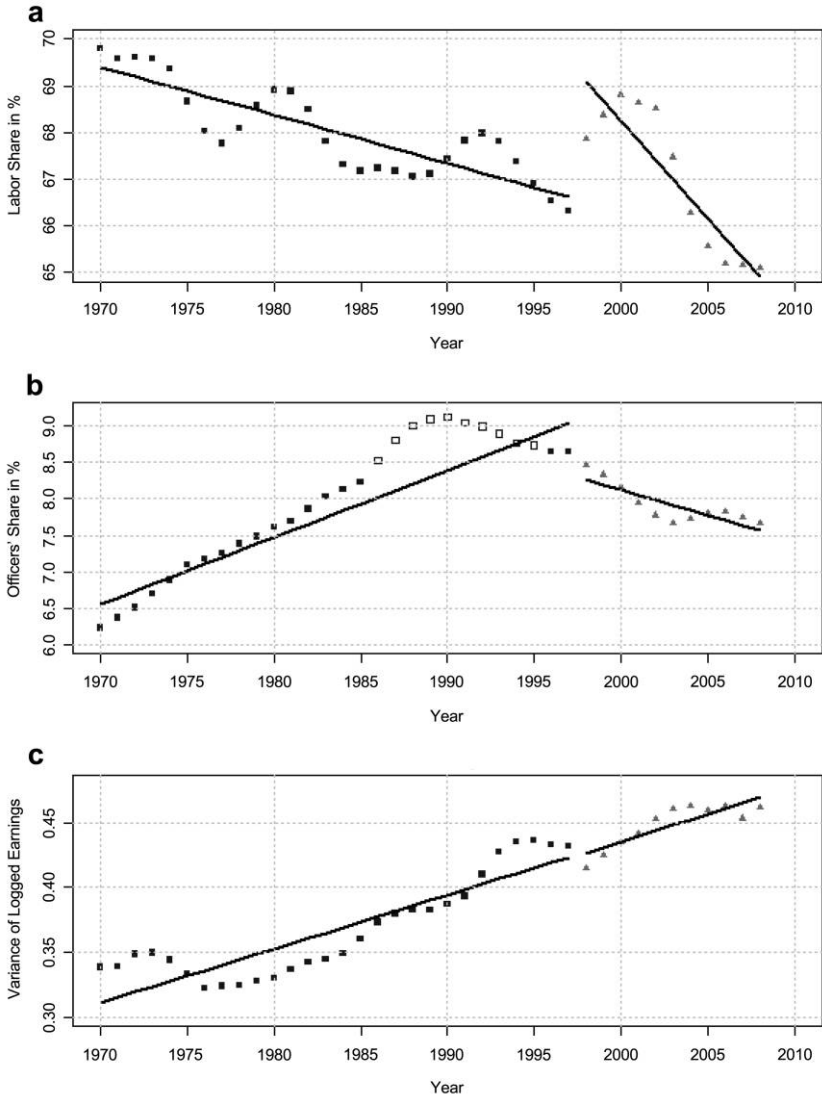 a
70
69
68
67
66
65
Labor Share in %
1970 1975 1980 1985 1990 1995 2000 2005 2010
Year
b
9.0
8.5
8.0
7.5
7.0
6.5
6.0
Officers' Share in %
1970 1975 1980 1985 1990 1995 2000 2005 2010
Year
c
0.45
0.40
0.35
0.30
Variance of Logged Earnings
1970 1975 1980 1985 1990 1995 2000 2005 2010
Year